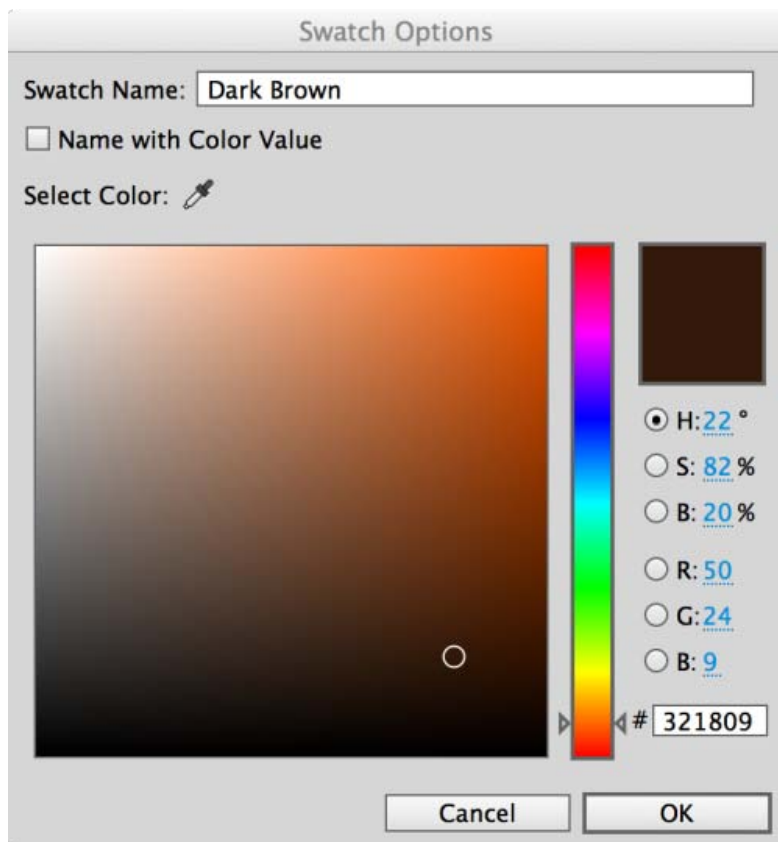 Swatch Options
Swatch Name: Dark Brown
Name with Color Value
Select Color:
H: 22 °
S: 82 %
B: 20 %
R: 50
G: 24
B: 9
# 321809
Cancel OK